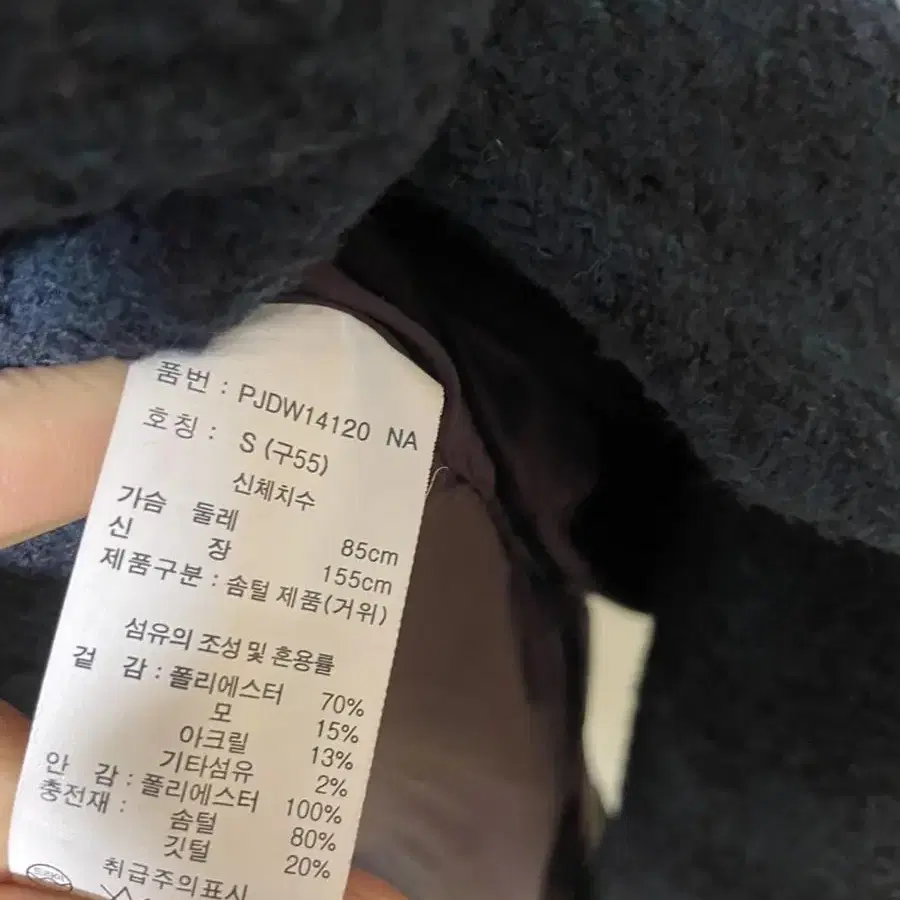 품번 : PJDW14120 NA
호칭 : S (구55)
신체치수
가슴 둘레 85cm
신 장 155cm
제품구분 : 솜털 제품(거위)
섬유의 조성 및 혼용률
겉 감 : 폴리에스터 70%
모 15%
아크릴 13%
기타섬유 2%
안 감 : 폴리에스터 100%
충전재 : 솜털 80%
깃털 20%
취급주의표시
드라이